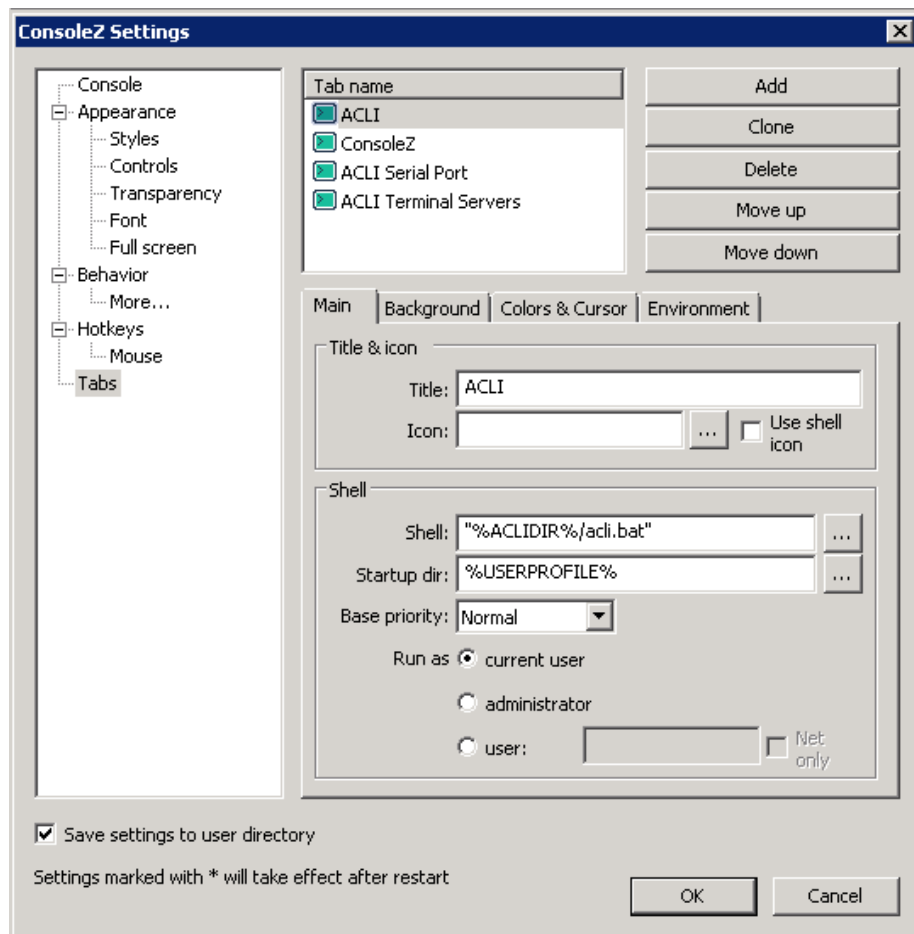 ConsoleZ Settings
Console
Appearance
Styles
Controls
Transparency
Font
Full screen
Behavior
More...
Hotkeys
Mouse
Tabs
Tab name
ACLI
ConsoleZ
ACLI Serial Port
ACLI Terminal Servers
Add
Clone
Delete
Move up
Move down
Main Background Colors & Cursor Environment
Title & icon
Title: ACLI
Icon: ... Use shell
icon
Shell
Shell: "%ACLIDIR%/acli.bat" ...
Startup dir: %USERPROFILE% ...
Base priority: Normal
Run as current user
administrator
user: Net
only
Save settings to user directory
Settings marked with * will take effect after restart
OK Cancel